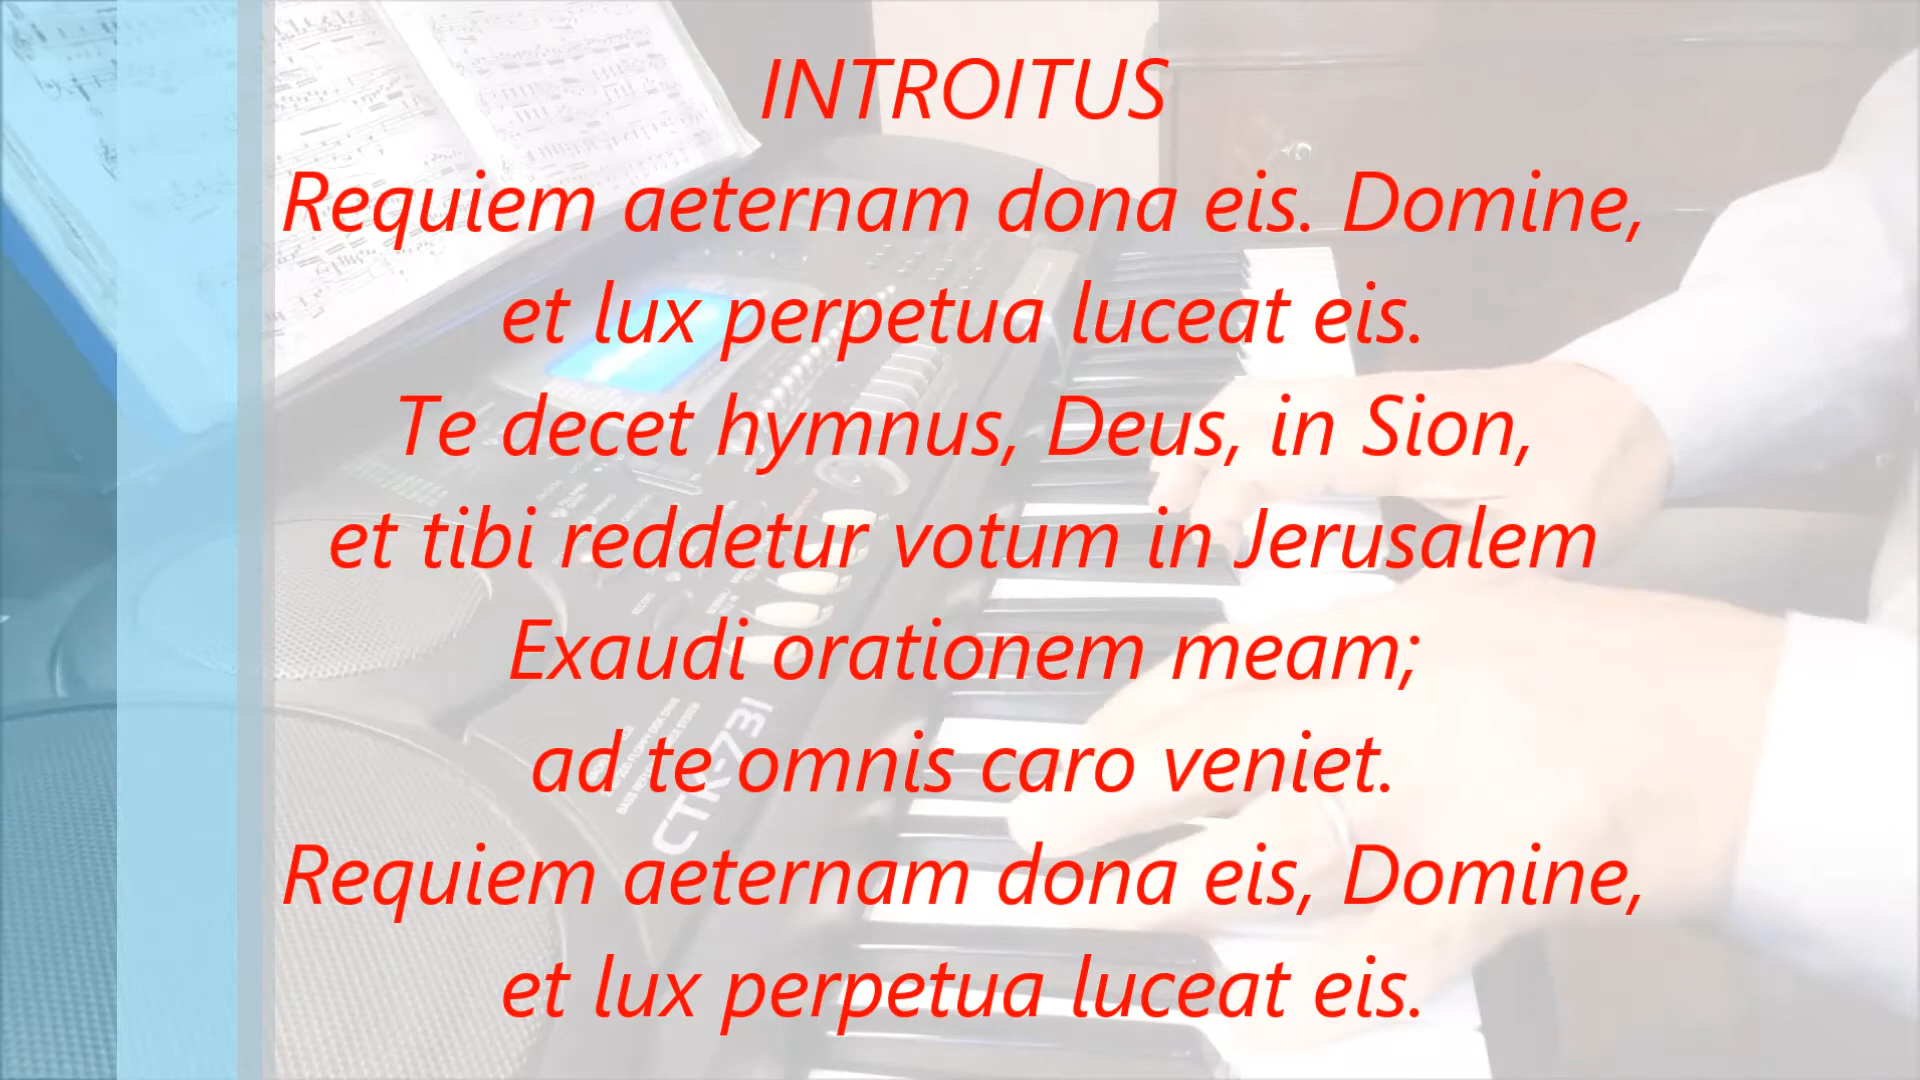 INTROITUS
Requiem aeternam dona eis. Domine,
et lux perpetua luceat eis.
Te decet hymnus, Deus, in Sion,
et tibi reddetur votum in Jerusalem
Exaudi orationem meam;
ad te omnis caro veniet.
Requiem aeternam dona eis, Domine,
et lux perpetua luceat eis.
CTK-731